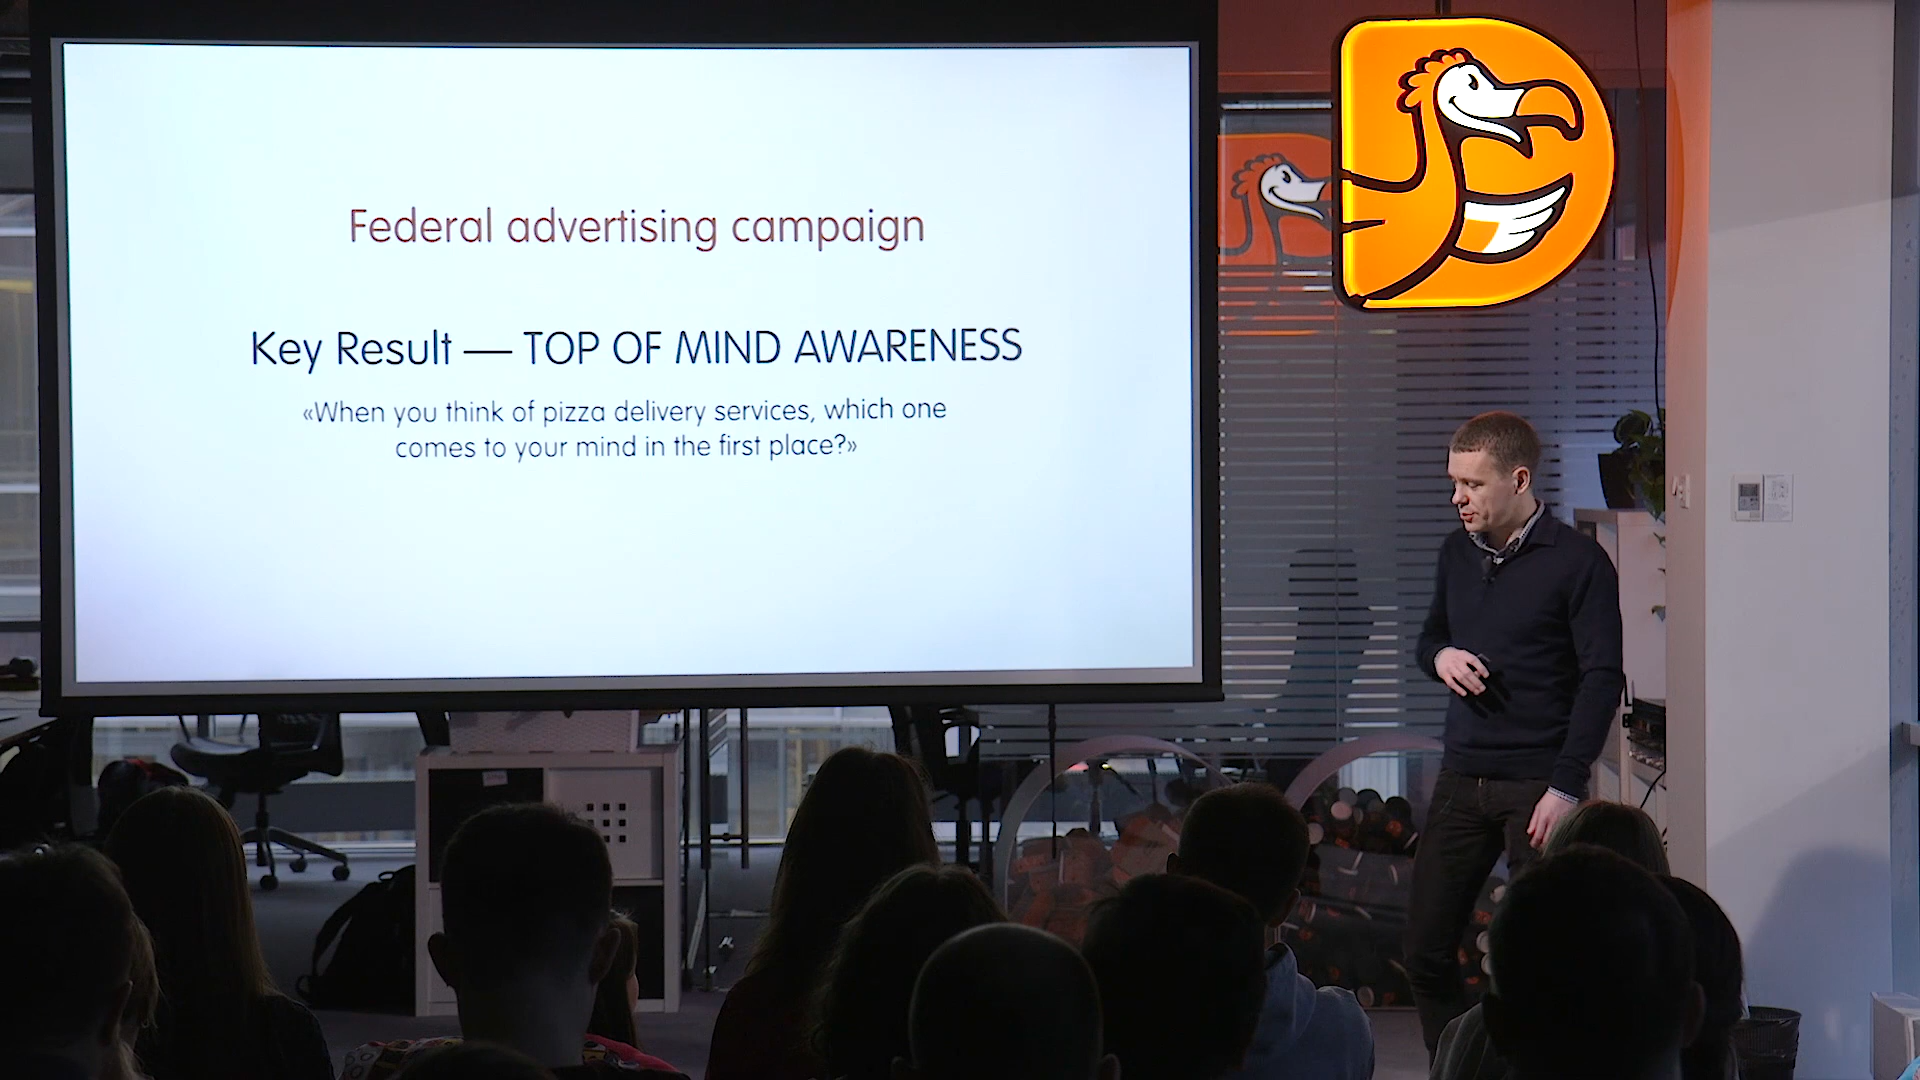 Federal advertising campaign
Key Result — TOP OF MIND AWARENESS
«When you think of pizza delivery services, which one
comes to your mind in the first place?»